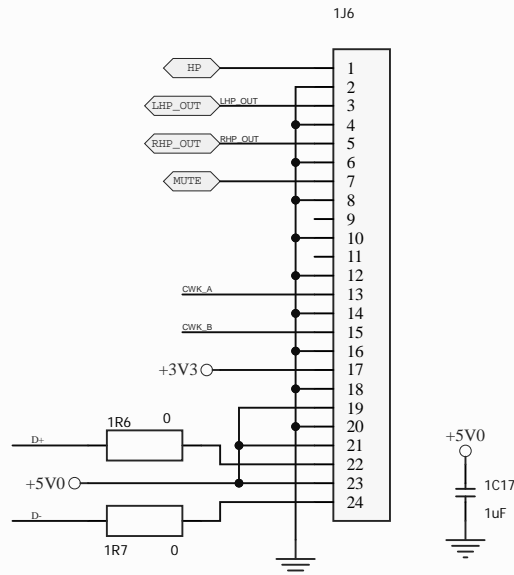 1J6
HP 1
2
LHP_OUT LHP_OUT 3
4
RHP_OUT RHP_OUT 5
6
MUTE 7
8
9
10
11
12
CWK_A 13
14
CWK_B 15
16
+3V3 17
18
19
1R6 0 20
D+ 21
+5V0
22
+5V0 23
1C17
D- 24
1uF
1R7 0